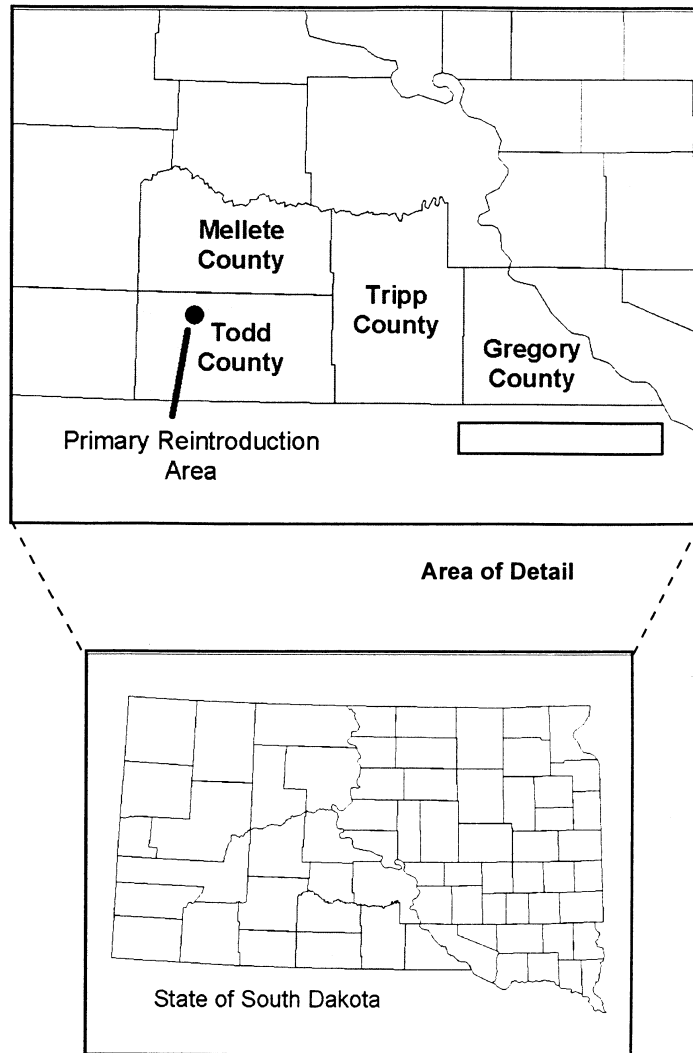 Mellete
County
Tripp
County
Todd
County
Gregory
County
Primary Reintroduction
Area
Area of Detail
State of South Dakota